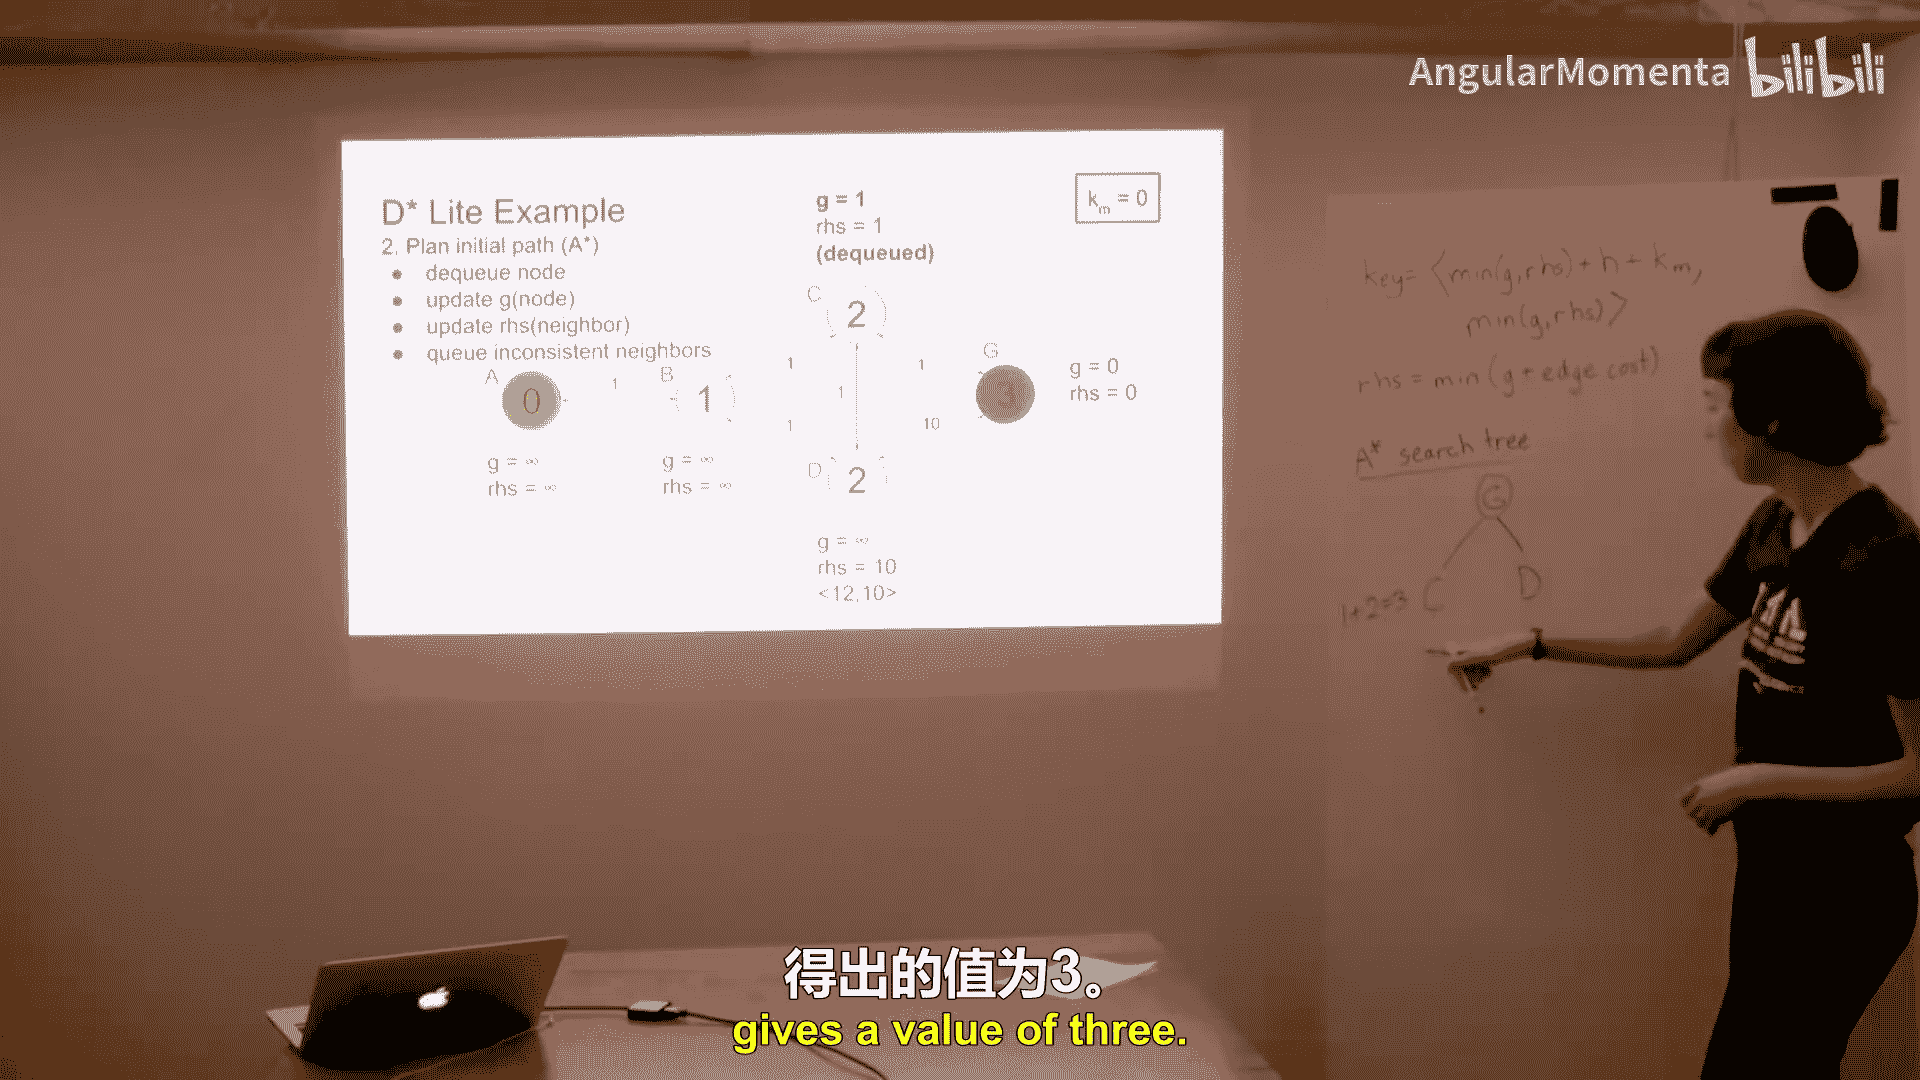 AngularMomenta bilibili
D* Lite Example
2. Plan initial path (A*)
● dequeue node
● update g(node)
● update rhs(neighbor)
● queue inconsistent neighbors
g = 1
rhs = 1
(dequeued)
km = 0
C
2
A
0
1
B
1
1
1
1
1
10
G
3
g = 0
rhs = 0
g = ∞
rhs = ∞
g = ∞
rhs = ∞
D
2
g = ∞
rhs = 10
<12,10>
key = ⟨min(g,rhs) + h + km,
min(g,rhs)⟩
rhs = min (g + edge cost)
A* search tree
G
1+2=3 C D
得出的值为3。
gives a value of three.